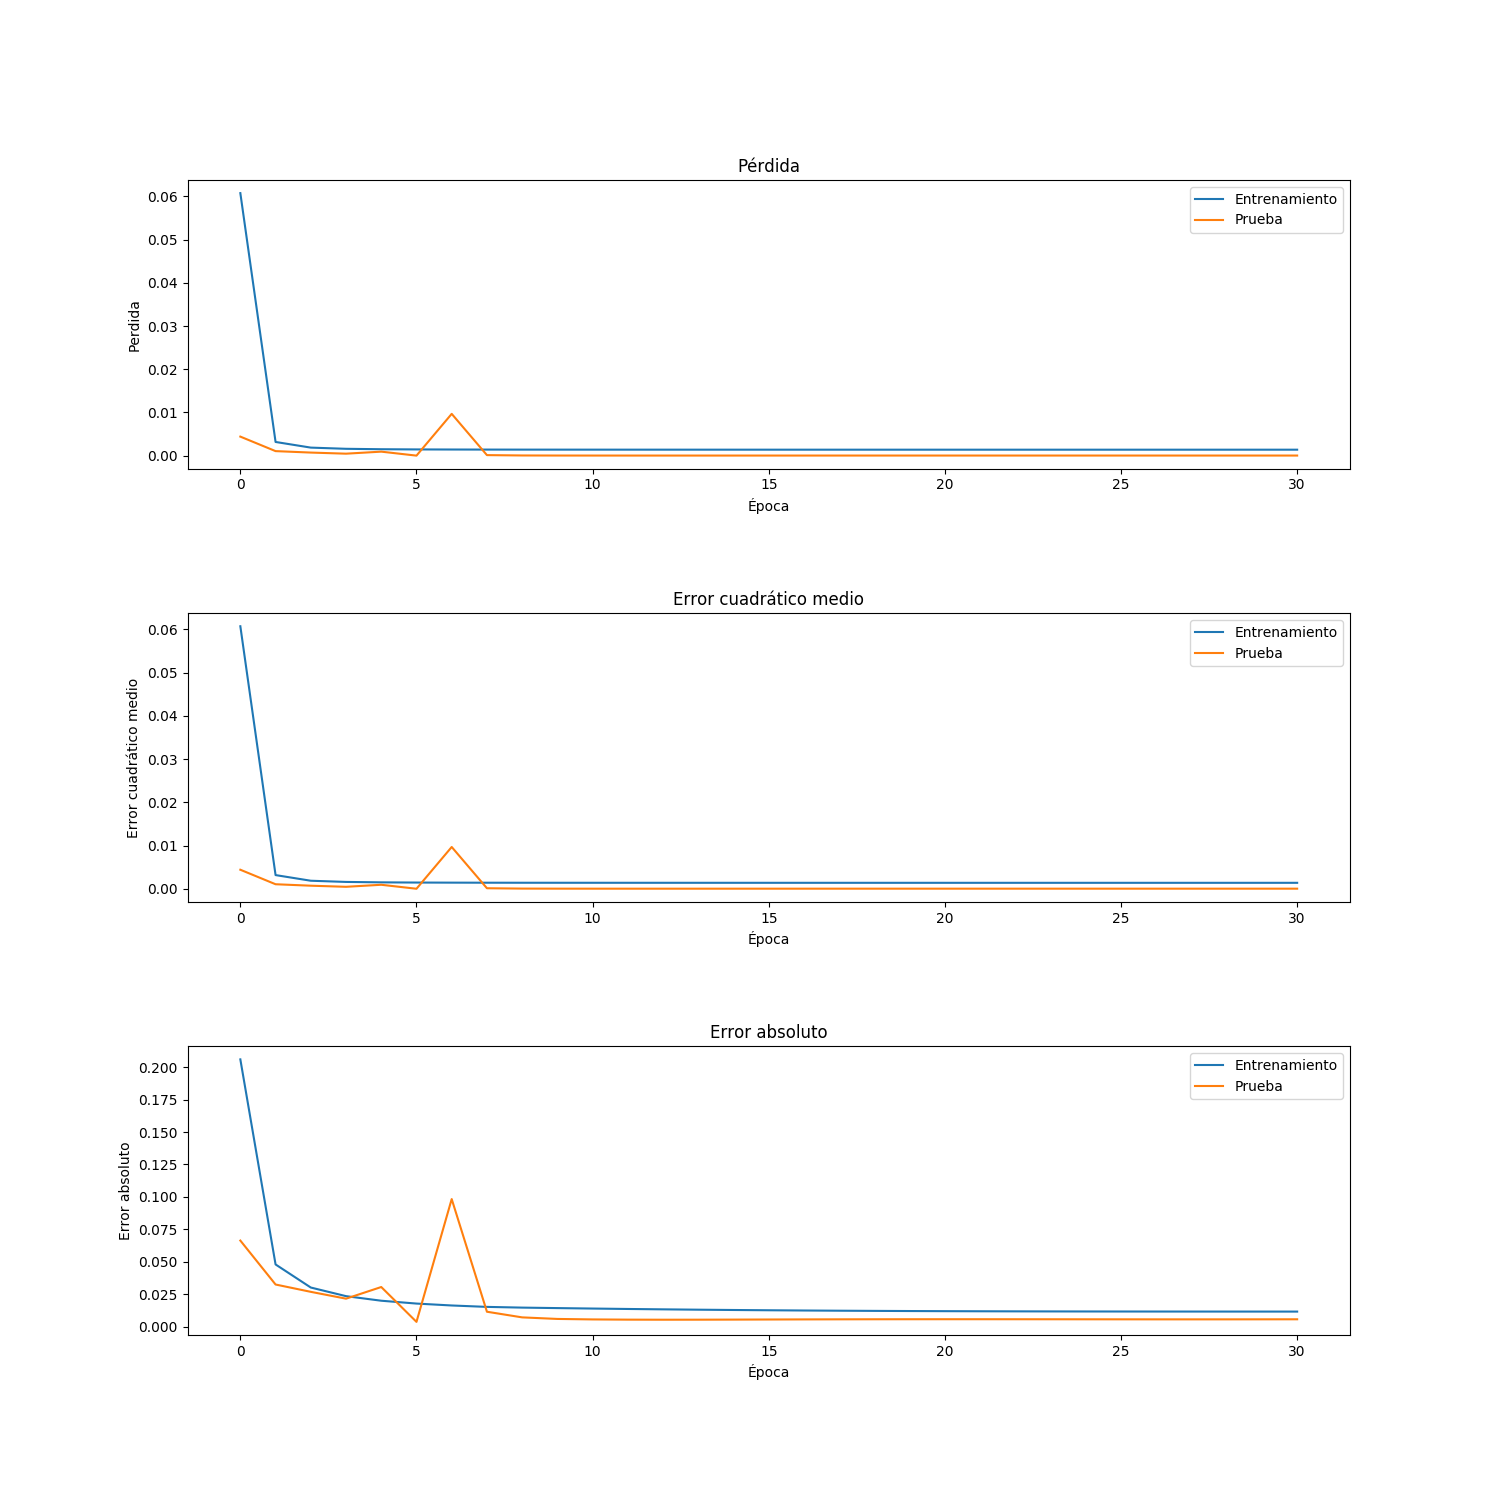 Pérdida
0.06
0.05
0.04
0.03
0.02
0.01
0.00
Perdida
Entrenamiento
Prueba
0 5 10 15 20 25 30
Época
Error cuadrático medio
0.06
0.05
0.04
0.03
0.02
0.01
0.00
Error cuadrático medio
Entrenamiento
Prueba
0 5 10 15 20 25 30
Época
Error absoluto
0.200
0.175
0.150
0.125
0.100
0.075
0.050
0.025
0.000
Error absoluto
Entrenamiento
Prueba
0 5 10 15 20 25 30
Época